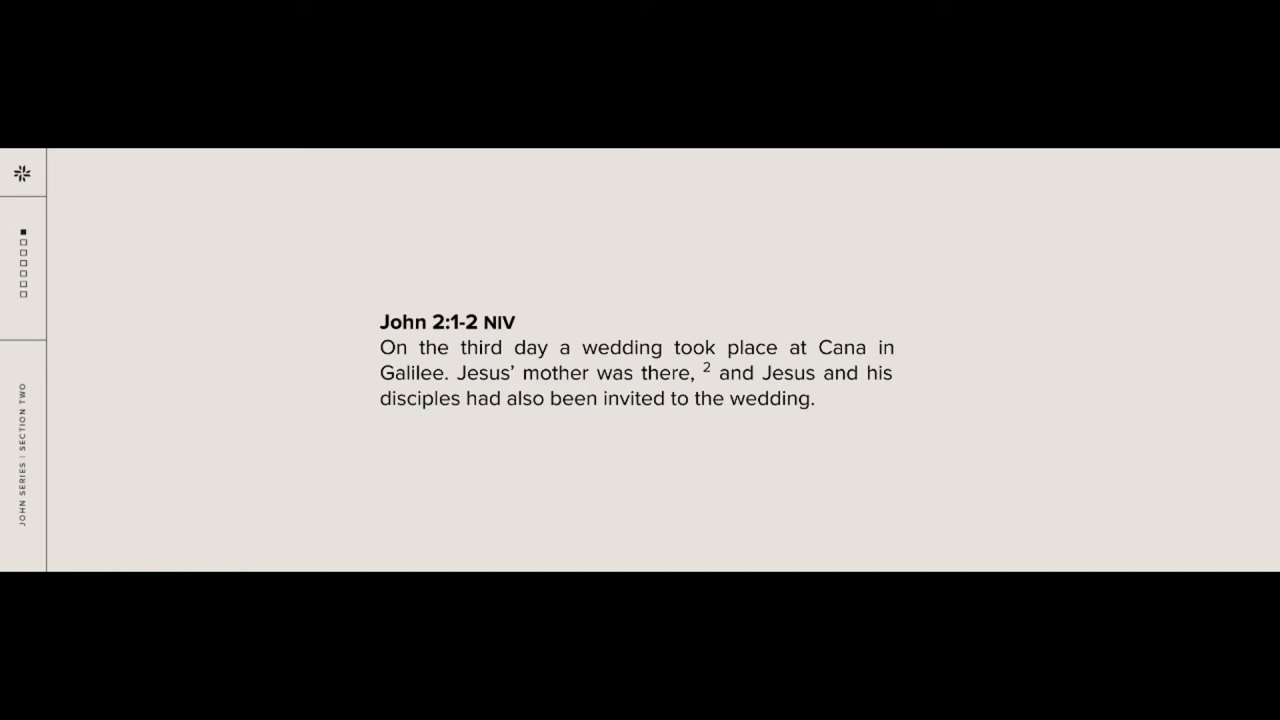 John 2:1-2 NIV
On the third day a wedding took place at Cana in
Galilee. Jesus’ mother was there, ² and Jesus and his
disciples had also been invited to the wedding.
JOHN SERIES | SECTION TWO